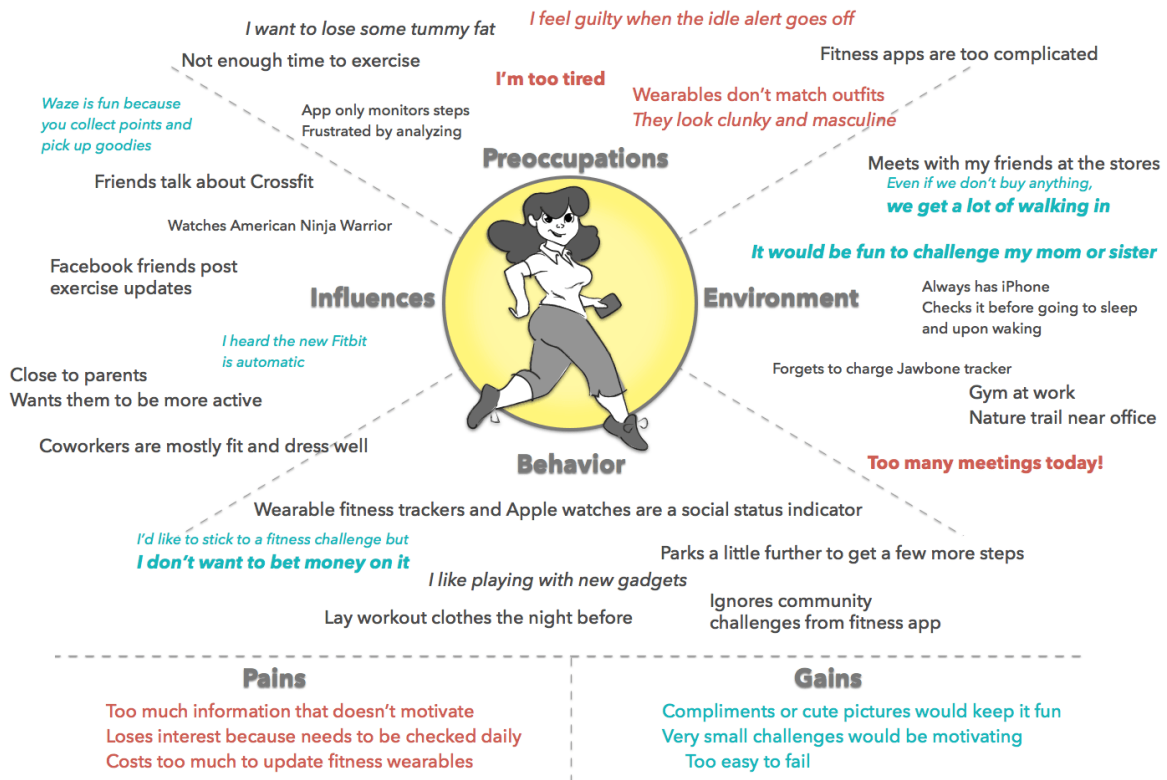 I want to lose some tummy fat
I feel guilty when the idle alert goes off
Not enough time to exercise
Fitness apps are too complicated
I'm too tired
Waze is fun because
you collect points and
pick up goodies
App only monitors steps
Frustrated by analyzing
Wearables don't match outfits
They look clunky and masculine
Preoccupations
Friends talk about Crossfit
Watches American Ninja Warrior
Facebook friends post
exercise updates
Influences
I heard the new Fitbit
is automatic
Close to parents
Wants them to be more active
Coworkers are mostly fit and dress well
Meets with my friends at the stores
Even if we don't buy anything,
we get a lot of walking in
It would be fun to challenge my mom or sister
Environment
Always has iPhone
Checks it before going to sleep
and upon waking
Forgets to charge Jawbone tracker
Gym at work
Nature trail near office
Too many meetings today!
Behavior
Wearable fitness trackers and Apple watches are a social status indicator
I'd like to stick to a fitness challenge but
I don't want to bet money on it
Parks a little further to get a few more steps
I like playing with new gadgets
Lay workout clothes the night before
Ignores community
challenges from fitness app
Pains
Too much information that doesn't motivate
Loses interest because needs to be checked daily
Costs too much to update fitness wearables
Gains
Compliments or cute pictures would keep it fun
Very small challenges would be motivating
Too easy to fail